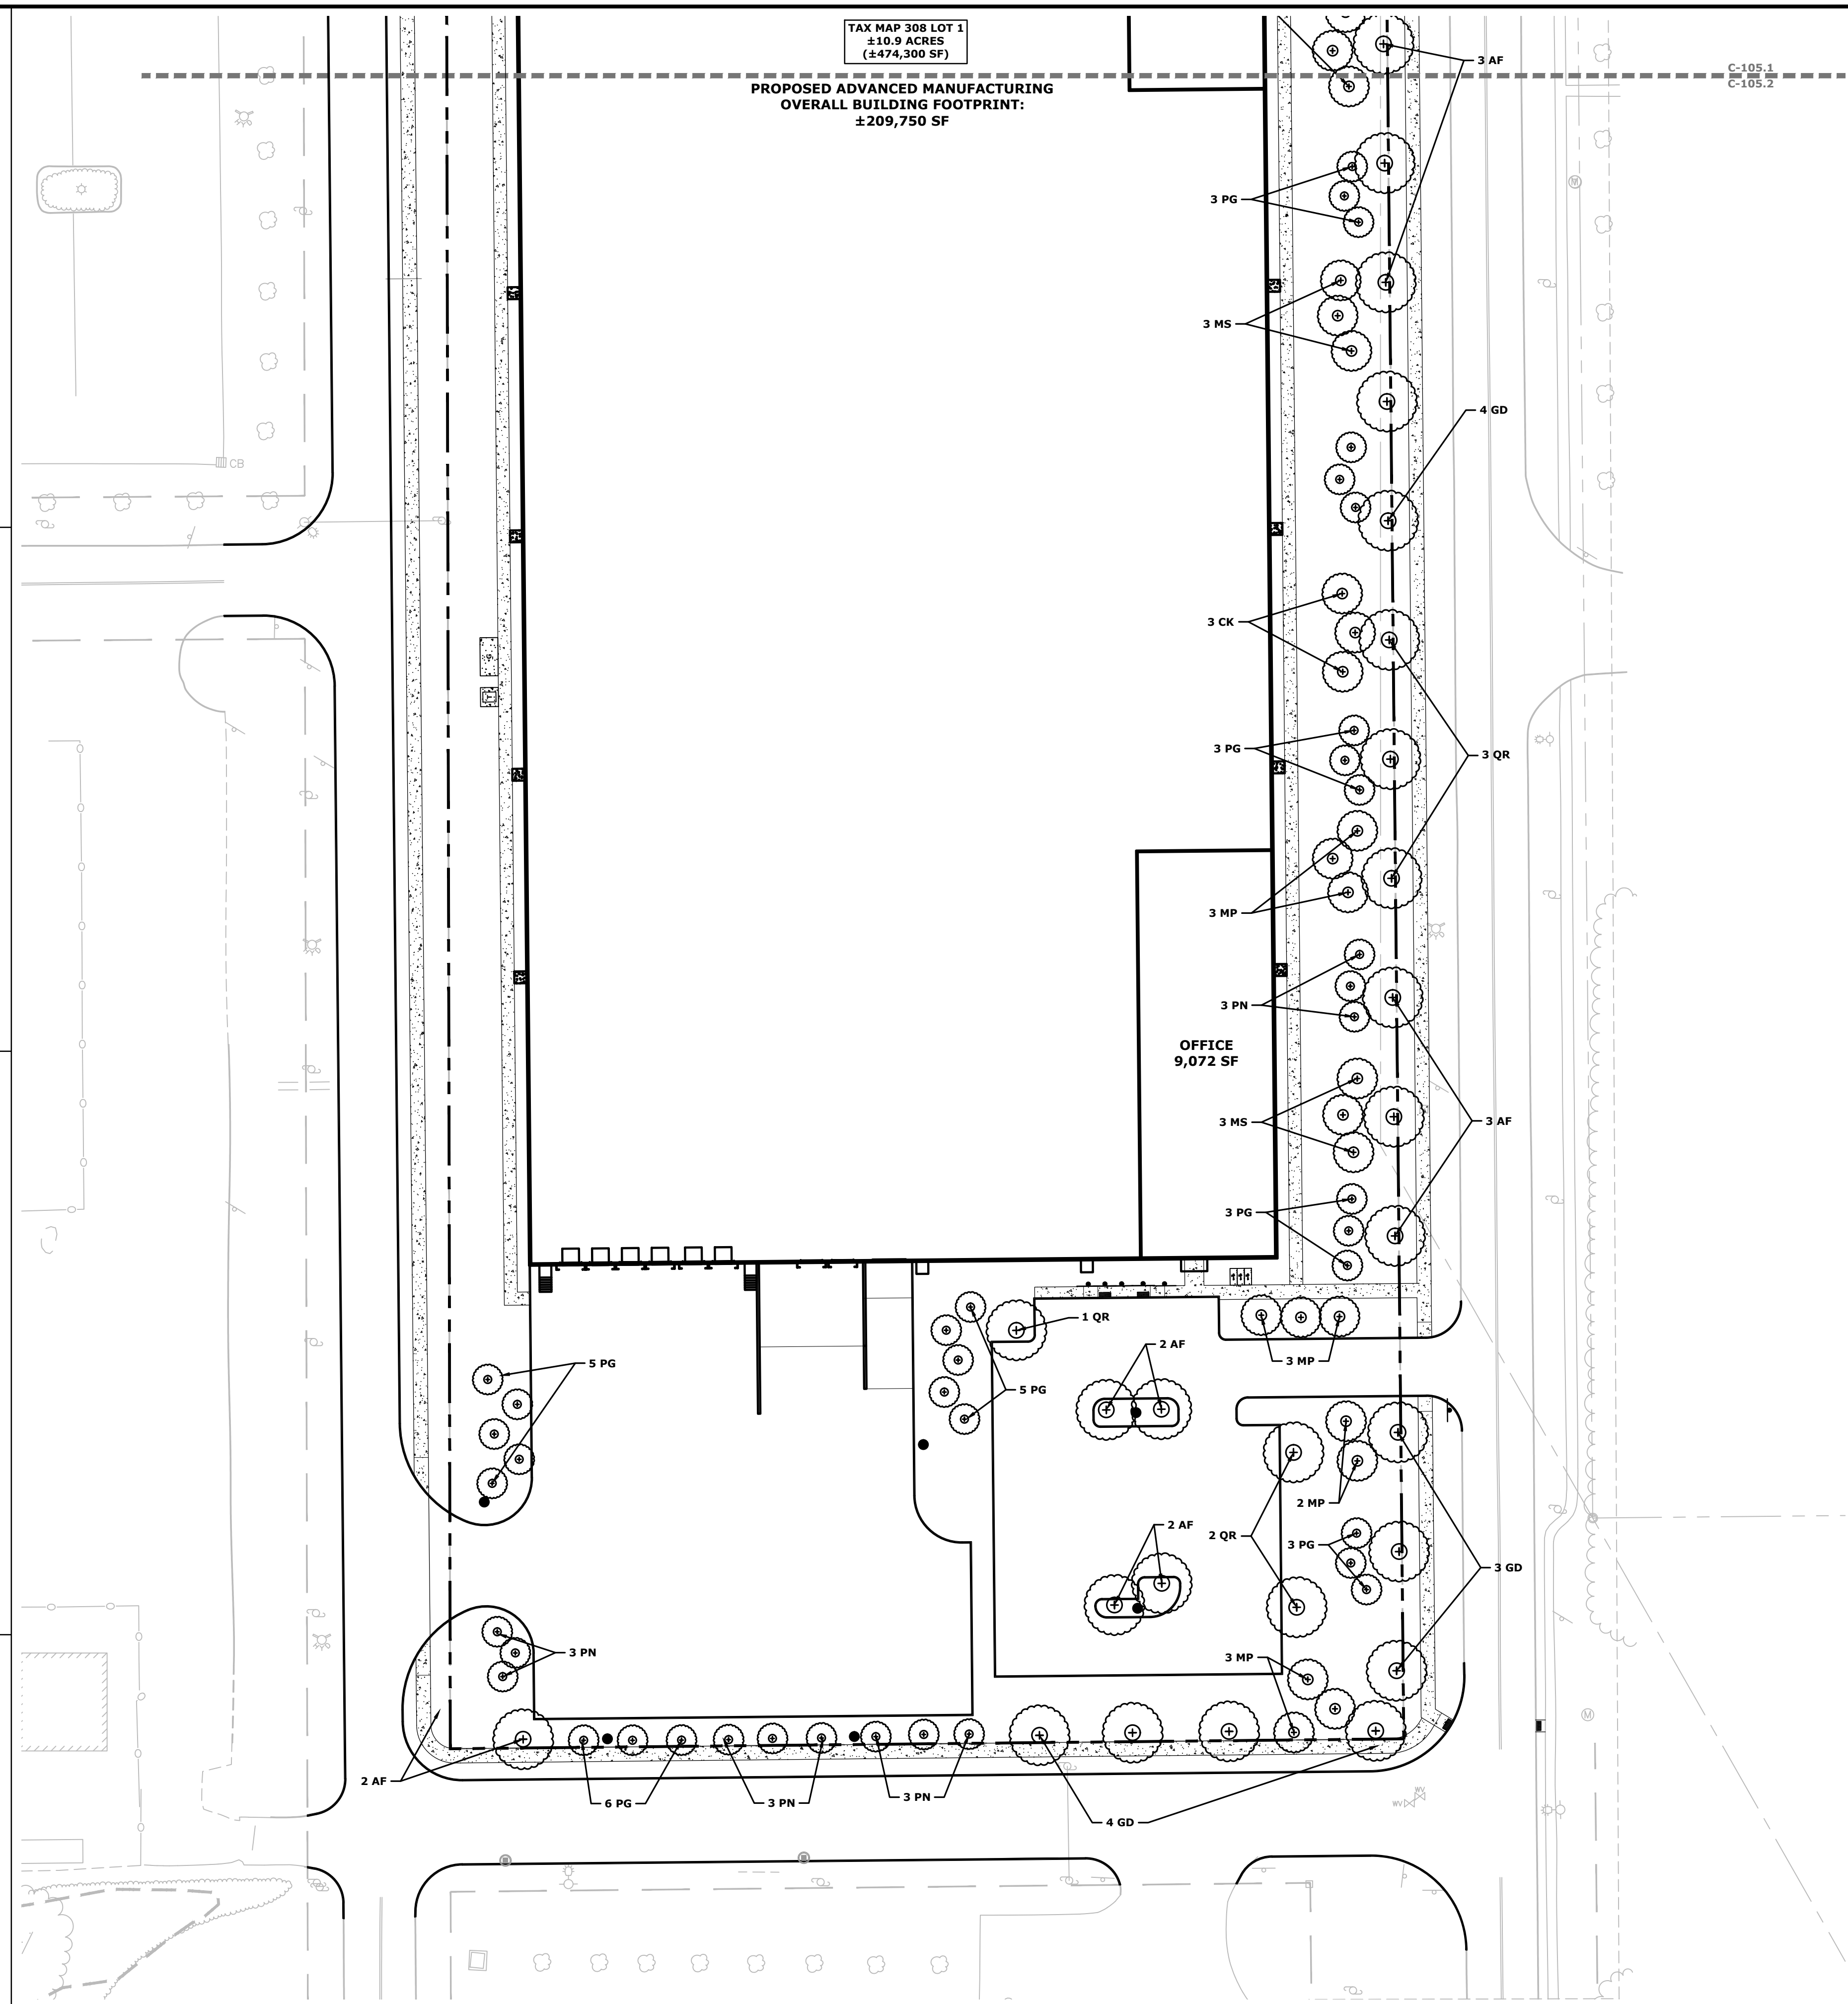 TAX MAP 308 LOT 1
±10.9 ACRES
(±474,300 SF)
3 AF
C-105.1
C-105.2
PROPOSED ADVANCED MANUFACTURING
OVERALL BUILDING FOOTPRINT:
±209,750 SF
M
3 PG
3 MS
4 GD
CB
3 CK
G
T
3 PG
3 QR
3 MP
3 PN
OFFICE
9,072 SF
3 MS
3 AF
3 PG
1 QR
2 AF
3 MP
5 PG
5 PG
2 MP
2 AF
2 QR
3 PG
3 GD
3 PN
3 MP
M
2 AF
6 PG
3 PN
3 PN
4 GD
WV
WV